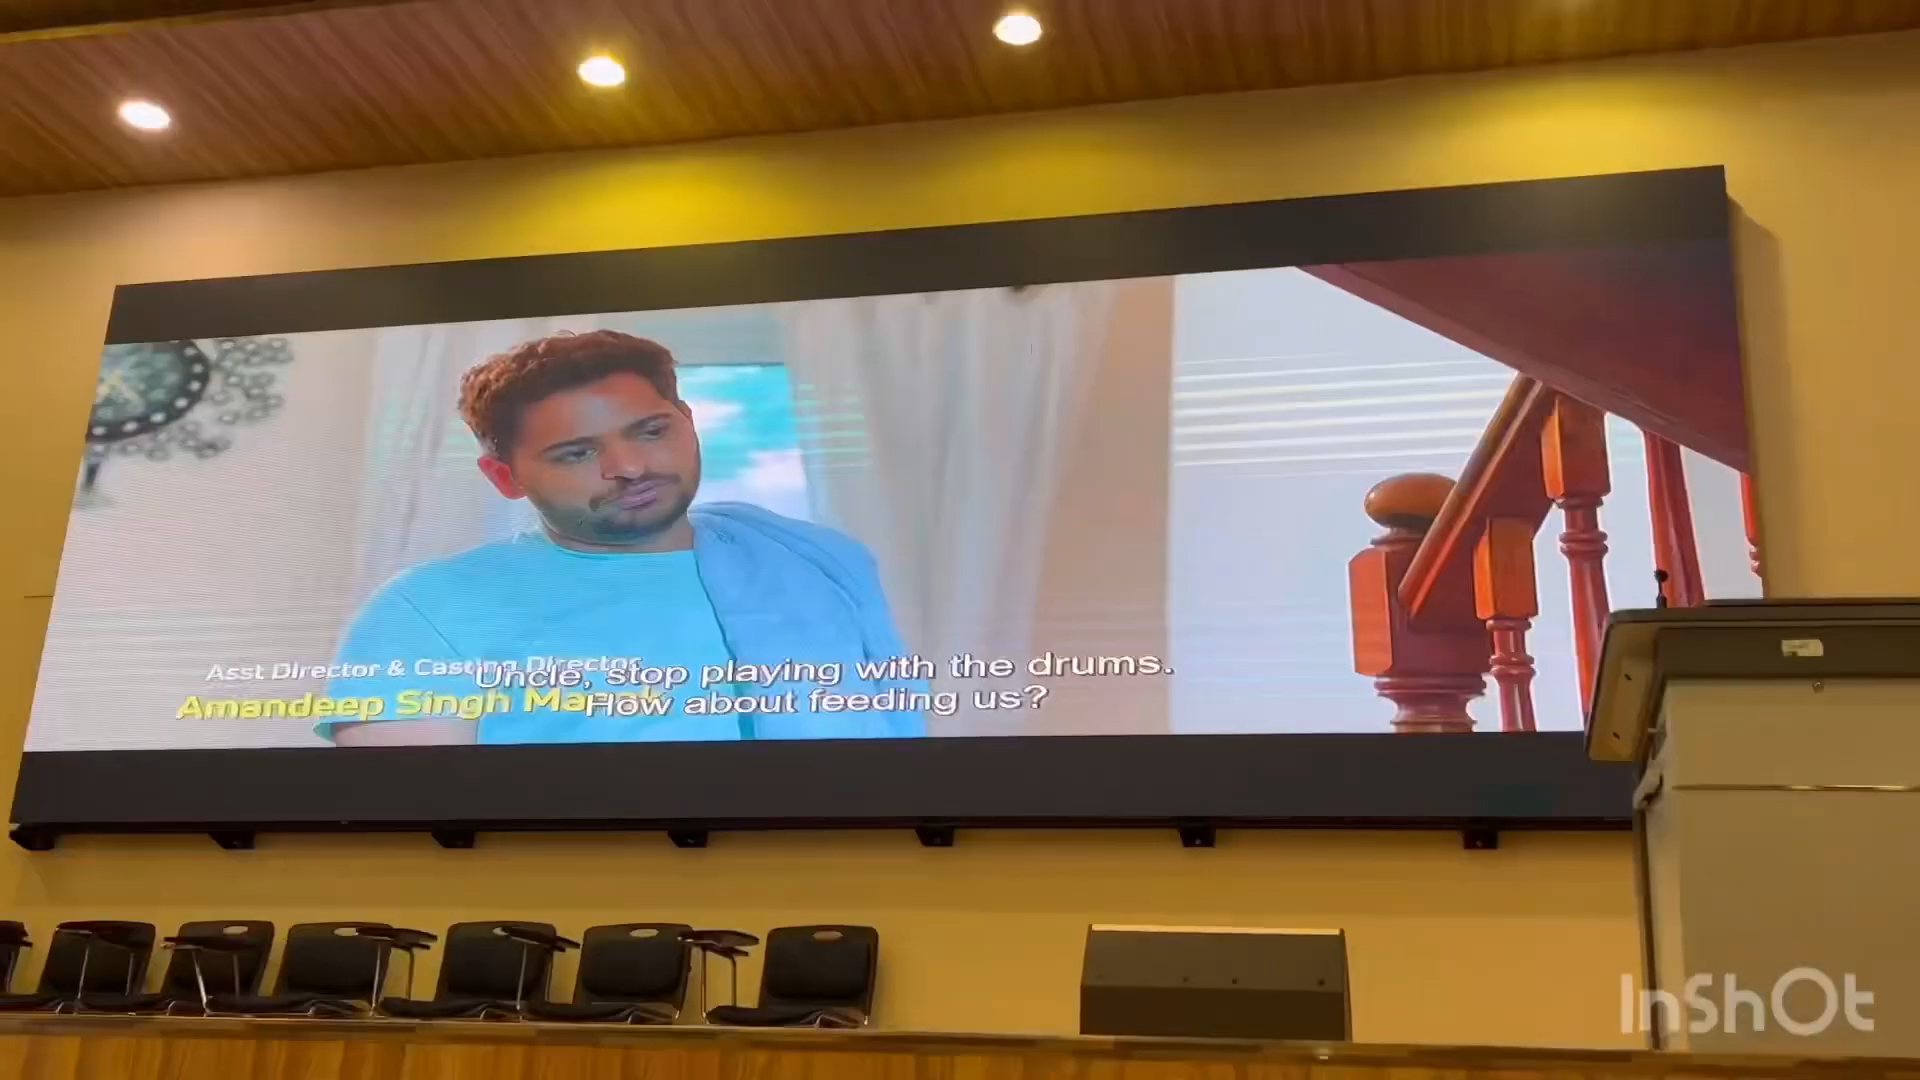 Asst Director & Casting Director
Amandeep Singh
Uncle, stop playing with the drums.
How about feeding us?
InShOt